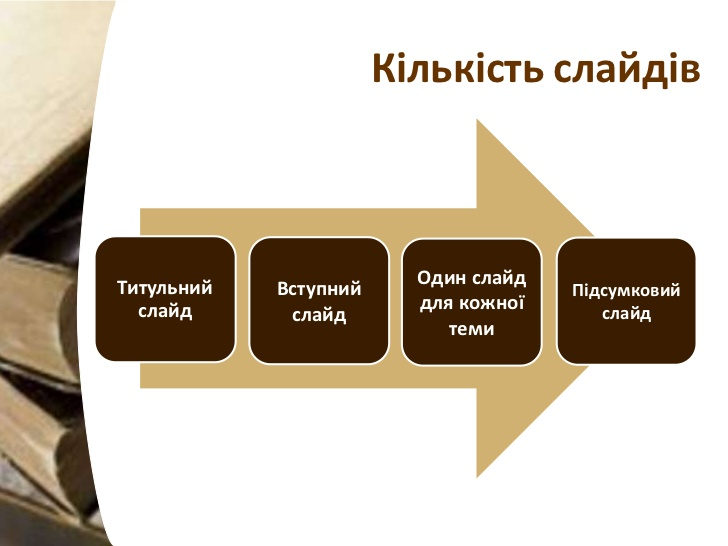 Кількість слайдів
Титульний
слайд
Вступний
слайд
Один слайд
для кожної
теми
Підсумковий
слайд